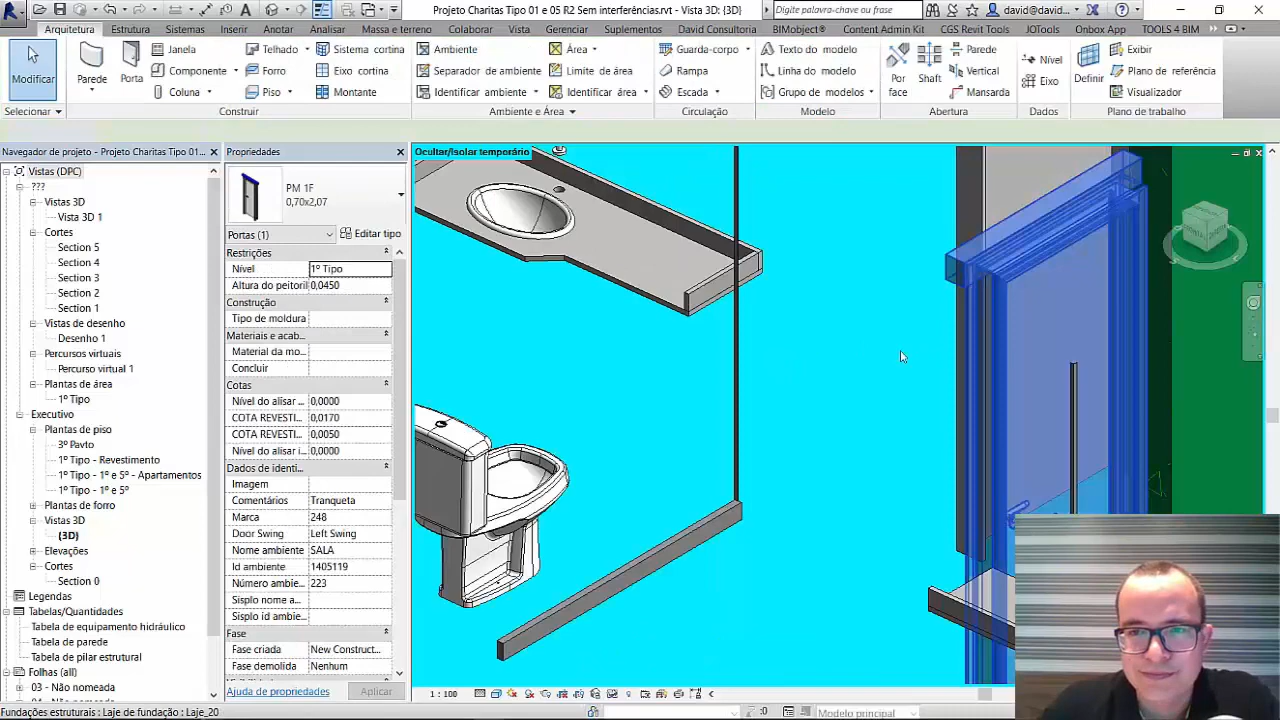 Projeto Charitas Tipo 01 e 05 R2 Sem interferências.rvt - Vista 3D: {3D}
Digite palavra-chave ou frase
david@david...
Arquitetura Estrutura Sistemas Inserir Anotar Analisar Massa e terreno Colaborar Vista Gerenciar Suplementos David Consultoria BIMobject® Content Admin Kit CGS Revit Tools JOTools Onbox App TOOLS 4 BIM
Modificar
Parede
Porta
Janela
Componente
Coluna
Telhado
Forro
Piso
Sistema cortina
Eixo cortina
Montante
Ambiente
Separador de ambiente
Identificar ambiente
Área
Limite de área
Identificar área
Guarda-corpo
Rampa
Escada
Texto do modelo
Linha do modelo
Grupo de modelos
Por face
Shaft
Parede
Vertical
Mansarda
Nível
Eixo
Definir
Exibir
Plano de referência
Visualizador
Selecionar Construir Ambiente e Área Circulação Modelo Abertura Dados Plano de trabalho
Navegador de projeto - Projeto Charitas Tipo 01...
Vistas (DPC)
???
Vistas 3D
Vista 3D 1
Cortes
Section 5
Section 4
Section 3
Section 2
Section 1
Vistas de desenho
Desenho 1
Percursos virtuais
Percurso virtual 1
Plantas de área
1º Tipo
Executivo
Plantas de piso
3º Pavto
1º Tipo - Revestimento
1º Tipo - 1º e 5º - Apartamentos
1º Tipo - 1º e 5º
Plantas de forro
Vistas 3D
{3D}
Elevações
Cortes
Section 0
Legendas
Tabelas/Quantidades
Tabela de equipamento hidráulico
Tabela de parede
Tabela de pilar estrutural
Folhas (all)
03 - Não nomeada
Propriedades
PM 1F
0,70x2,07
Portas (1) Editar tipo
Restrições
Nível 1º Tipo
Altura do peitoril 0,0450
Construção
Tipo de moldura
Materiais e acab...
Material da mo...
Concluir
Cotas
Nível do alisar ... 0,0000
COTA REVESTI... 0,0170
COTA REVESTI... 0,0050
Nível do alisar i... 0,0000
Dados de identi...
Imagem
Comentários Tranqueta
Marca 248
Door Swing Left Swing
Nome ambiente SALA
Id ambiente 1405119
Número ambie... 223
Sisplo nome a...
Sisplo id ambie...
Fase
Fase criada New Construct...
Fase demolida Nenhum
Ajuda de propriedades Aplicar
Ocultar/Isolar temporário
1 : 100
Fundações estruturais : Laje de fundação : Laje_20
:0
Modelo principal